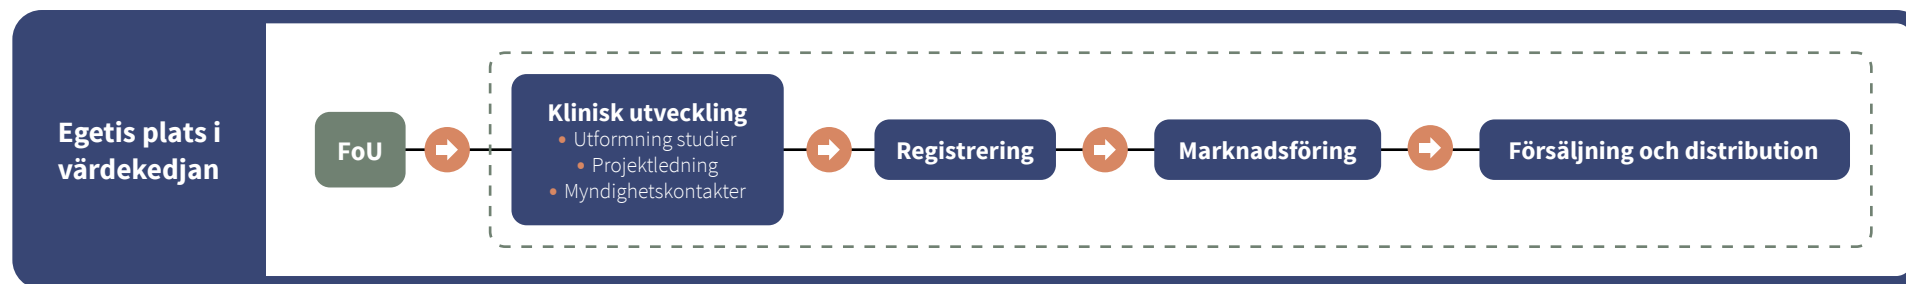 Egetis plats i
värdekedjan
FoU
Klinisk utveckling
• Utformning studier
• Projektledning
• Myndighetskontakter
Registrering
Marknadsföring
Försäljning och distribution